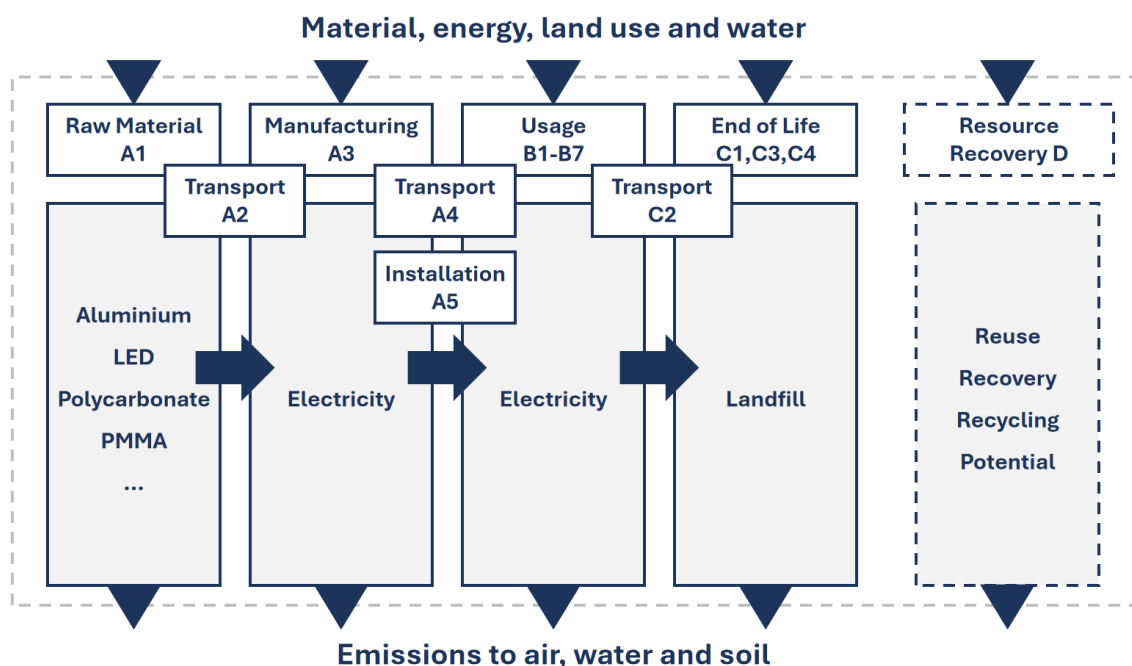 Material, energy, land use and water
Raw Material
A1
Manufacturing
A3
Usage
B1-B7
End of Life
C1,C3,C4
Resource
Recovery D
Transport
A2
Transport
A4
Transport
C2
Installation
A5
Aluminium
LED
Polycarbonate
PMMA
...
Electricity
Electricity
Landfill
Reuse
Recovery
Recycling
Potential
Emissions to air, water and soil